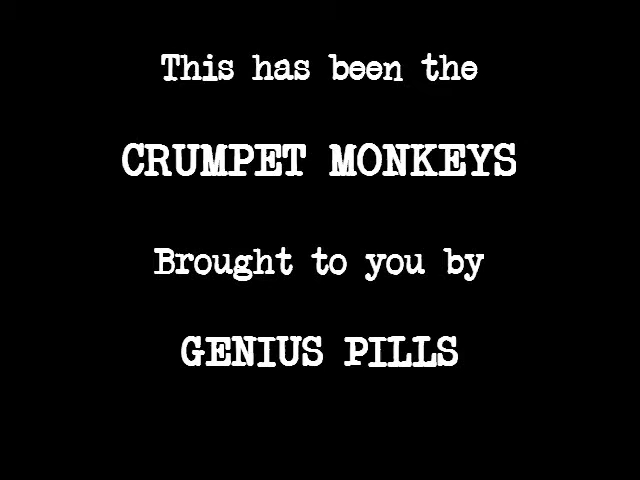 This has been the
CRUMPET MONKEYS
Brought to you by
GENIUS PILLS